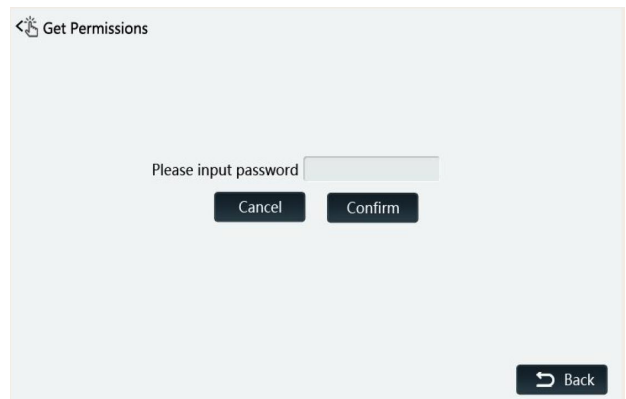 Get Permissions
Please input password
Cancel Confirm
Back